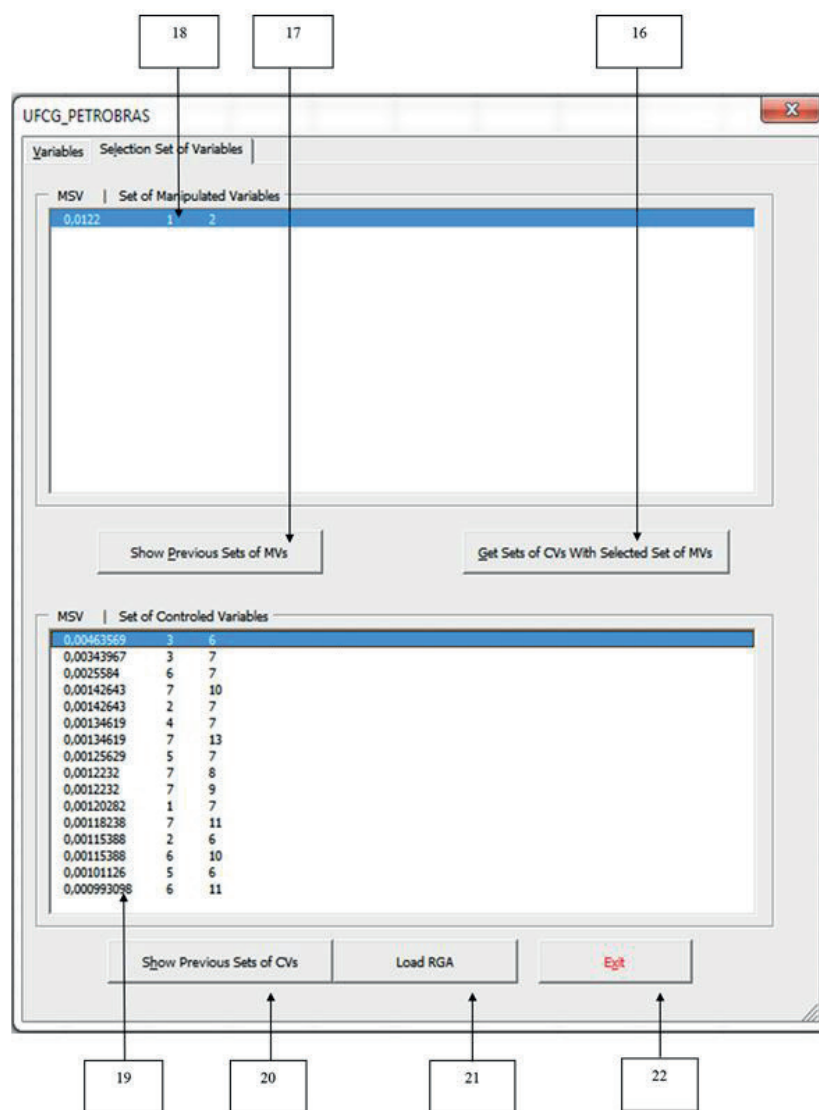 18 17 16
UFCG_PETROBRAS
Variables Selection Set of Variables
MSV | Set of Manipulated Variables
0,0122 1 2
Show Previous Sets of MVs Get Sets of CVs With Selected Set of MVs
MSV | Set of Controled Variables
0,00463569 3 6
0,00343967 3 7
0,0025584 6 7
0,00142643 7 10
0,00142643 2 7
0,00134619 4 7
0,00134619 7 13
0,00125629 5 7
0,0012232 7 8
0,0012232 7 9
0,00120282 1 7
0,00118238 7 11
0,00115388 2 6
0,00115388 6 10
0,00101126 5 6
0,000993098 6 11
Show Previous Sets of CVs Load RGA Exit
19 20 21 22